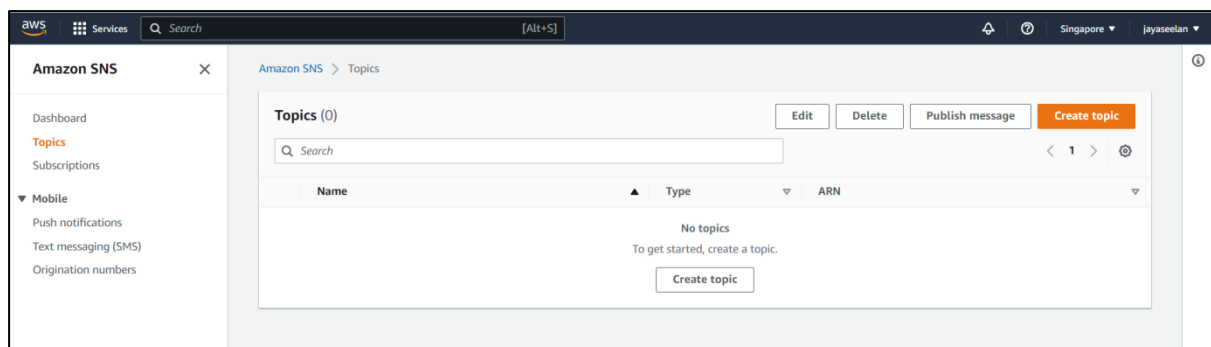 aws Services Search [Alt+S] Singapore ▼ jayaseelan ▼
Amazon SNS
Dashboard
Topics
Subscriptions
▼ Mobile
Push notifications
Text messaging (SMS)
Origination numbers
Amazon SNS > Topics
Topics (0) Edit Delete Publish message Create topic
Search < 1 >
Name ▲ Type ▽ ARN ▽
No topics
To get started, create a topic.
Create topic